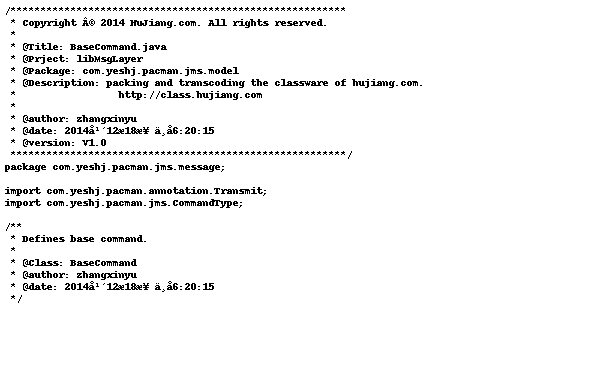 /********************************************************
 * Copyright Â© 2014 HuJiang.com. All rights reserved.
 *
 * @Title: BaseCommand.java
 * @Prject: libMsgLayer
 * @Package: com.yeshj.pacman.jms.model
 * @Description: packing and transcoding the classware of hujiang.com.
 *                 http://class.hujiang.com
 *
 * @author: zhangxinyu
 * @date: 2014å¹´12æ18æ¥ ä¸å6:20:15
 * @version: V1.0
 ********************************************************/
package com.yeshj.pacman.jms.message;

import com.yeshj.pacman.annotation.Transmit;
import com.yeshj.pacman.jms.CommandType;

/**
 * Defines base command.
 *
 * @Class: BaseCommand
 * @author: zhangxinyu
 * @date: 2014å¹´12æ18æ¥ ä¸å6:20:15
 */